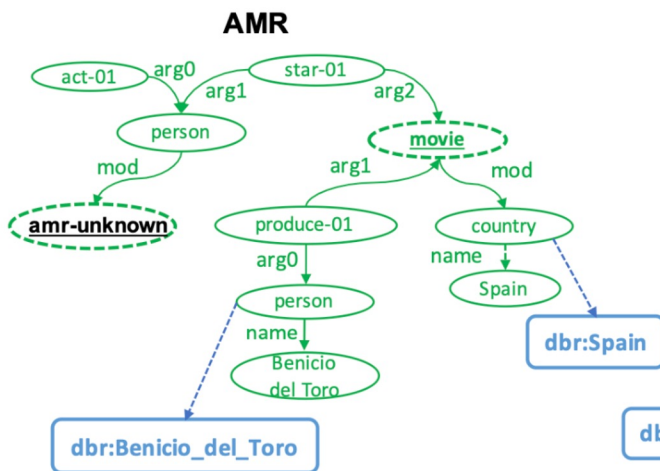 AMR
act-01
arg0
star-01
arg1
arg2
person
movie
mod
arg1
mod
amr-unknown
produce-01
country
arg0
name
person
Spain
name
dbr:Spain
Benicio
del Toro
dbr:Benicio_del_Toro
db